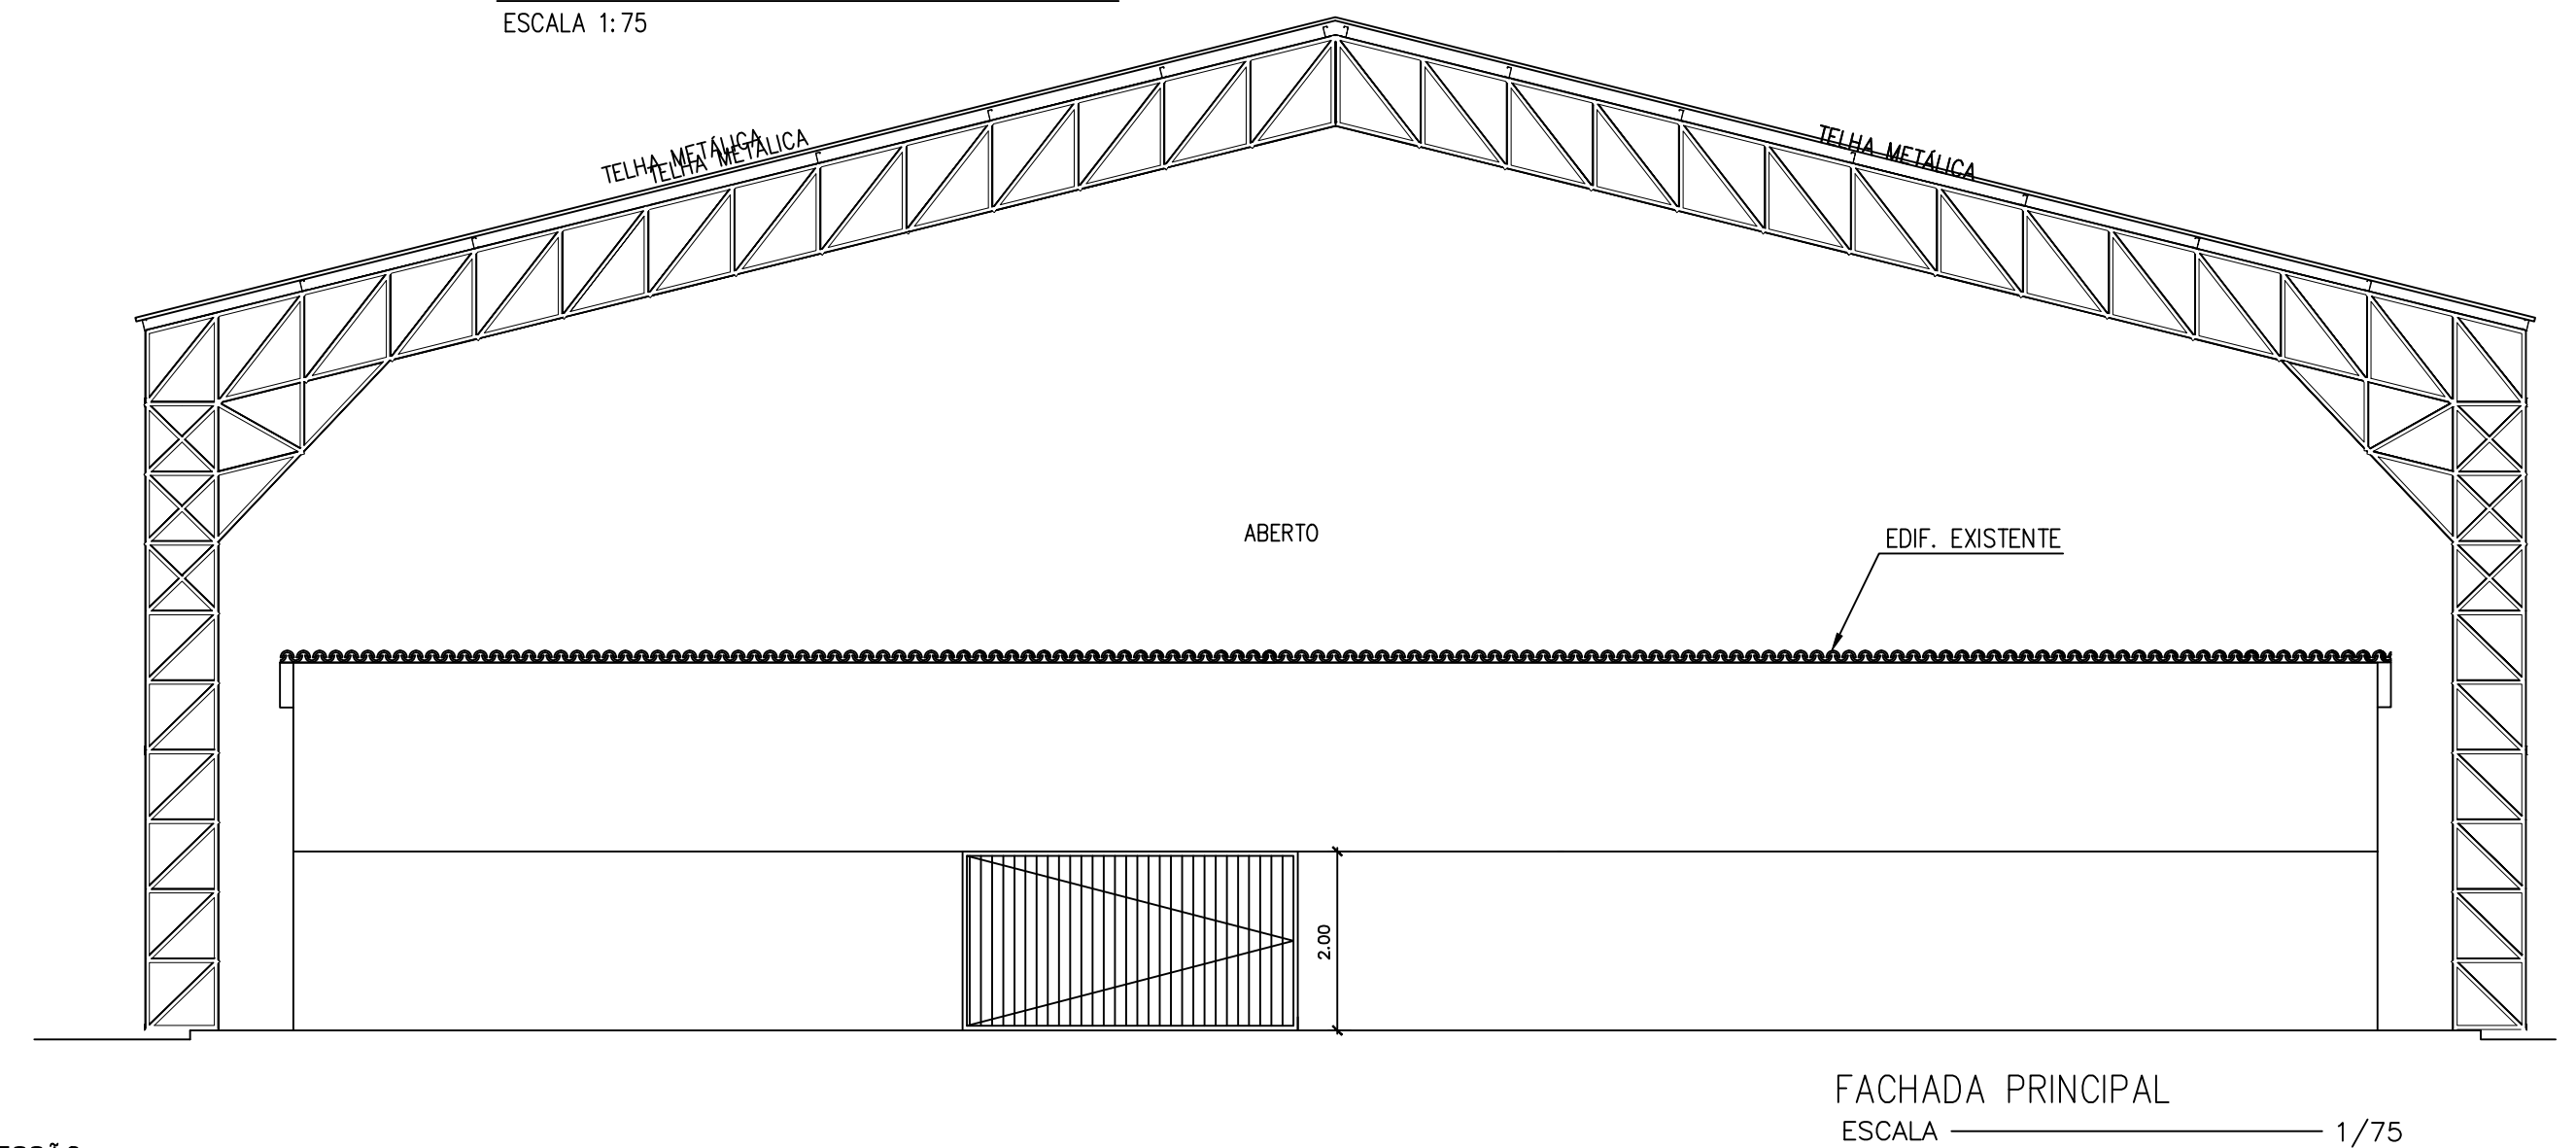 ESCALA 1:75
TELHA METÁLICA
TELHA METÁLICA
TELHA METÁLICA
ABERTO
EDIF. EXISTENTE
2.00
FACHADA PRINCIPAL
ESCALA 1/75